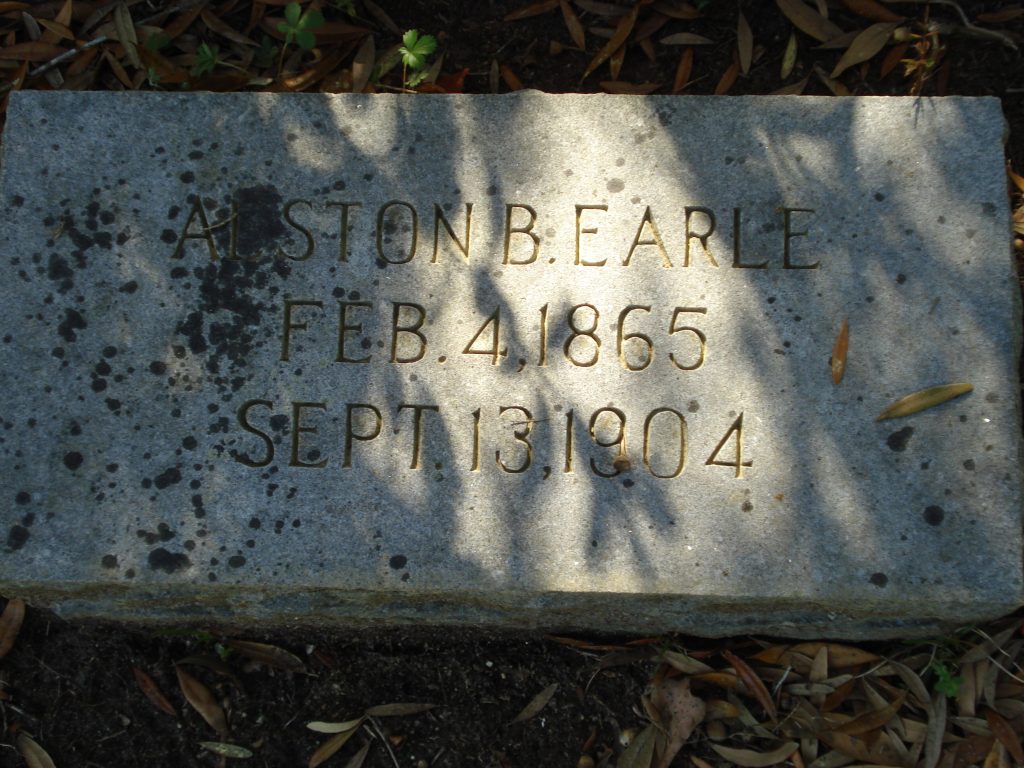 ALSTON B. EARLE
FEB. 4, 1865
SEPT. 13, 1904